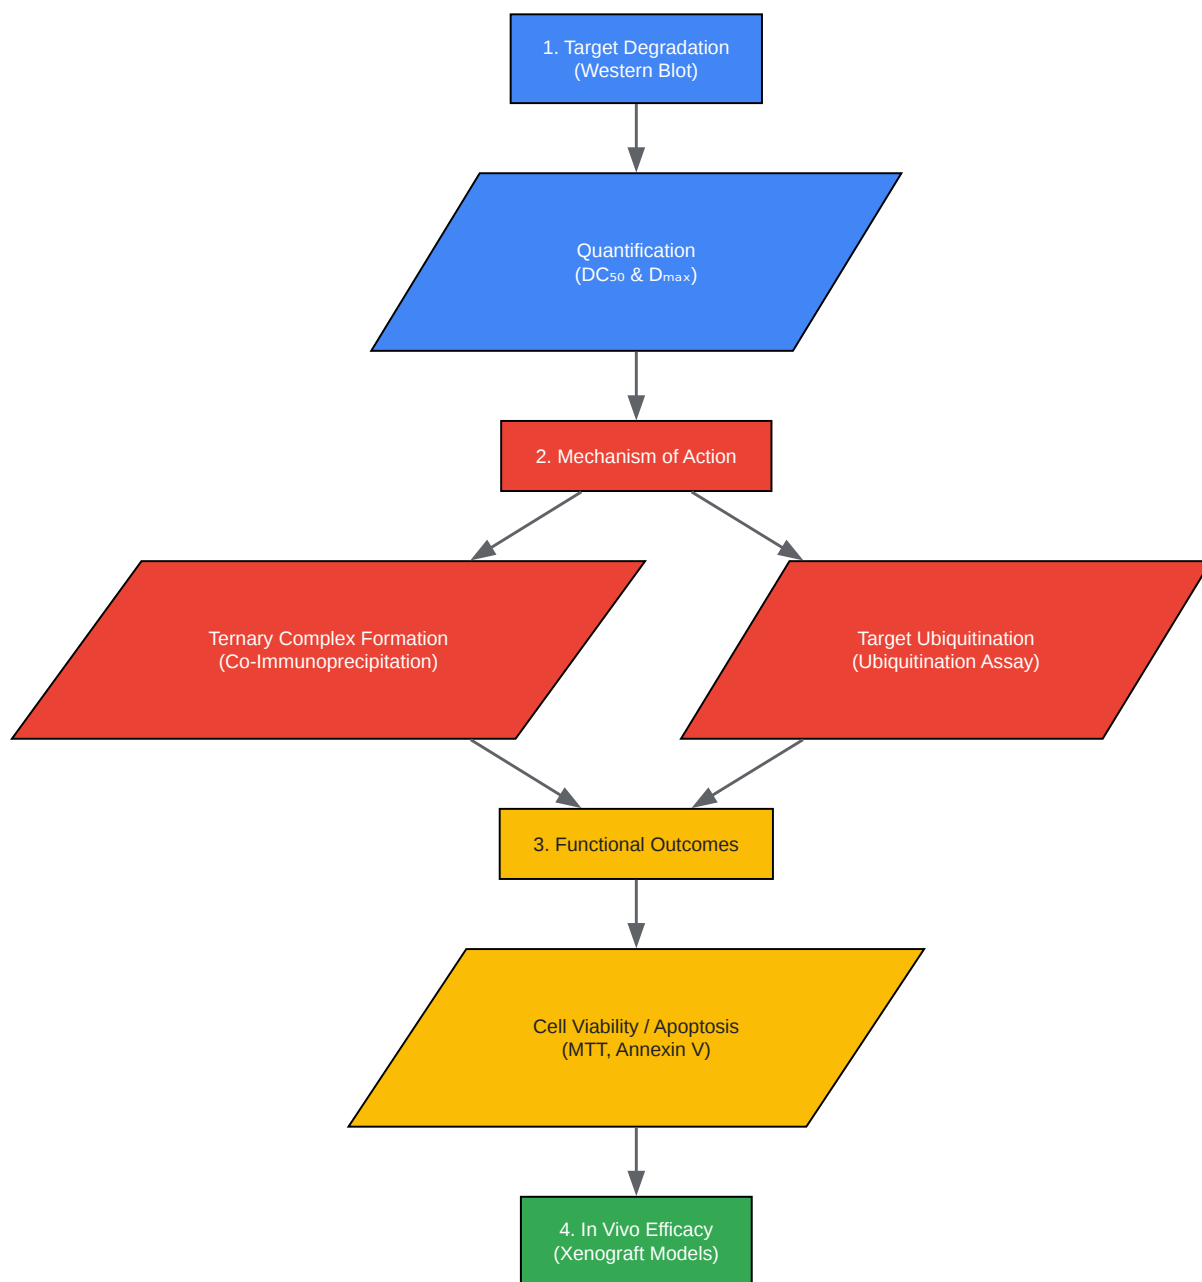 1. Target Degradation
(Western Blot)
Quantification
(DC₅₀ & Dₘₐₓ)
2. Mechanism of Action
Ternary Complex Formation
(Co-Immunoprecipitation)
Target Ubiquitination
(Ubiquitination Assay)
3. Functional Outcomes
Cell Viability / Apoptosis
(MTT, Annexin V)
4. In Vivo Efficacy
(Xenograft Models)